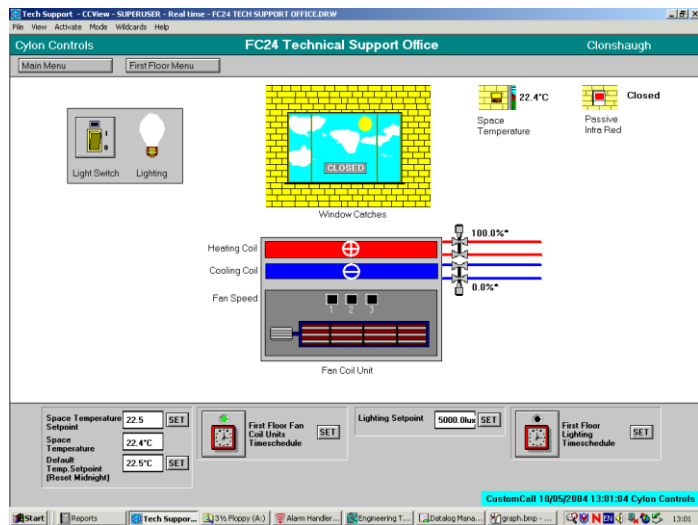 Tech Support - CCView - SUPERUSER - Real time - FC24 TECH SUPPORT OFFICE.DRW
File View Activate Mode Wildcards Help
Cylon Controls FC24 Technical Support Office Clonshaugh
Main Menu First Floor Menu
22.4°C Closed
Space
Temperature
Passive
Infra Red
Light Switch Lighting
CLOSED
Window Catches
100.0%*
Heating Coil
Cooling Coil
0.0%*
Fan Speed
1 2 3
Fan Coil Unit
Space Temperature
Setpoint
22.5 SET
Space
Temperature
22.4°C
Default
Temp.Setpoint
(Reset Midnight)
22.5°C SET
First Floor Fan
Coil Units
Timeschedule
SET
Lighting Setpoint 5000.0lux SET
First Floor
Lighting
Timeschedule
SET
CustomCall 10/05/2004 13:01:04 Cylon Controls
Start Reports Tech Suppor... 3½ Floppy (A:) Alarm Handler... Engineering T... Datalog Mana... graph.bmp - ... EN 13:01